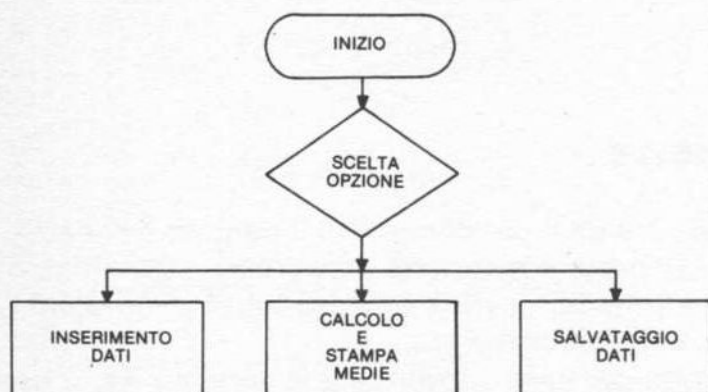 INIZIO
SCELTA
OPZIONE
INSERIMENTO
DATI
CALCOLO
E
STAMPA
MEDIE
SALVATAGGIO
DATI